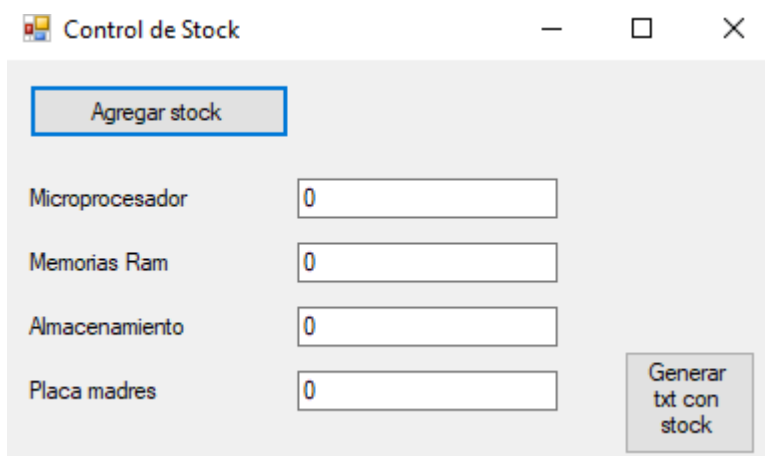 Control de Stock
Agregar stock
Microprocesador 0
Memorias Ram 0
Almacenamiento 0
Placa madres 0
Generar
txt con
stock